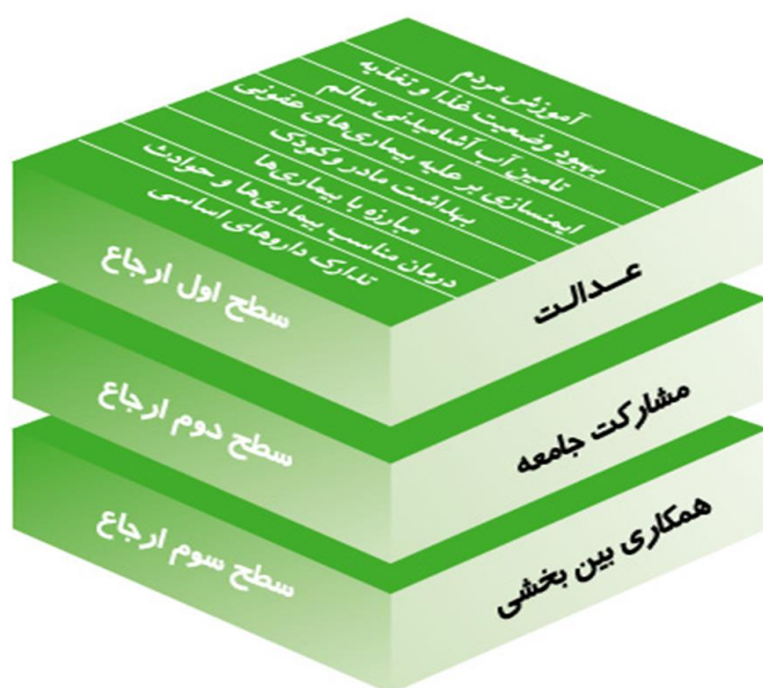 آموزش مردم
بهبود وضعیت غذا و تغذیه
تامین آب آشامیدنی سالم
ایمنسازی بر علیه بیماری‌های عفونی
بهداشت مادر و کودک
مبارزه با بیماری‌ها
درمان مناسب بیماری‌ها و حوادث
تدارک داروهای اساسی
سطح اول ارجاع
عـــدالـت
سطح دوم ارجاع
مشارکت جامعه
سطح سوم ارجاع
همکاری بین بخشی